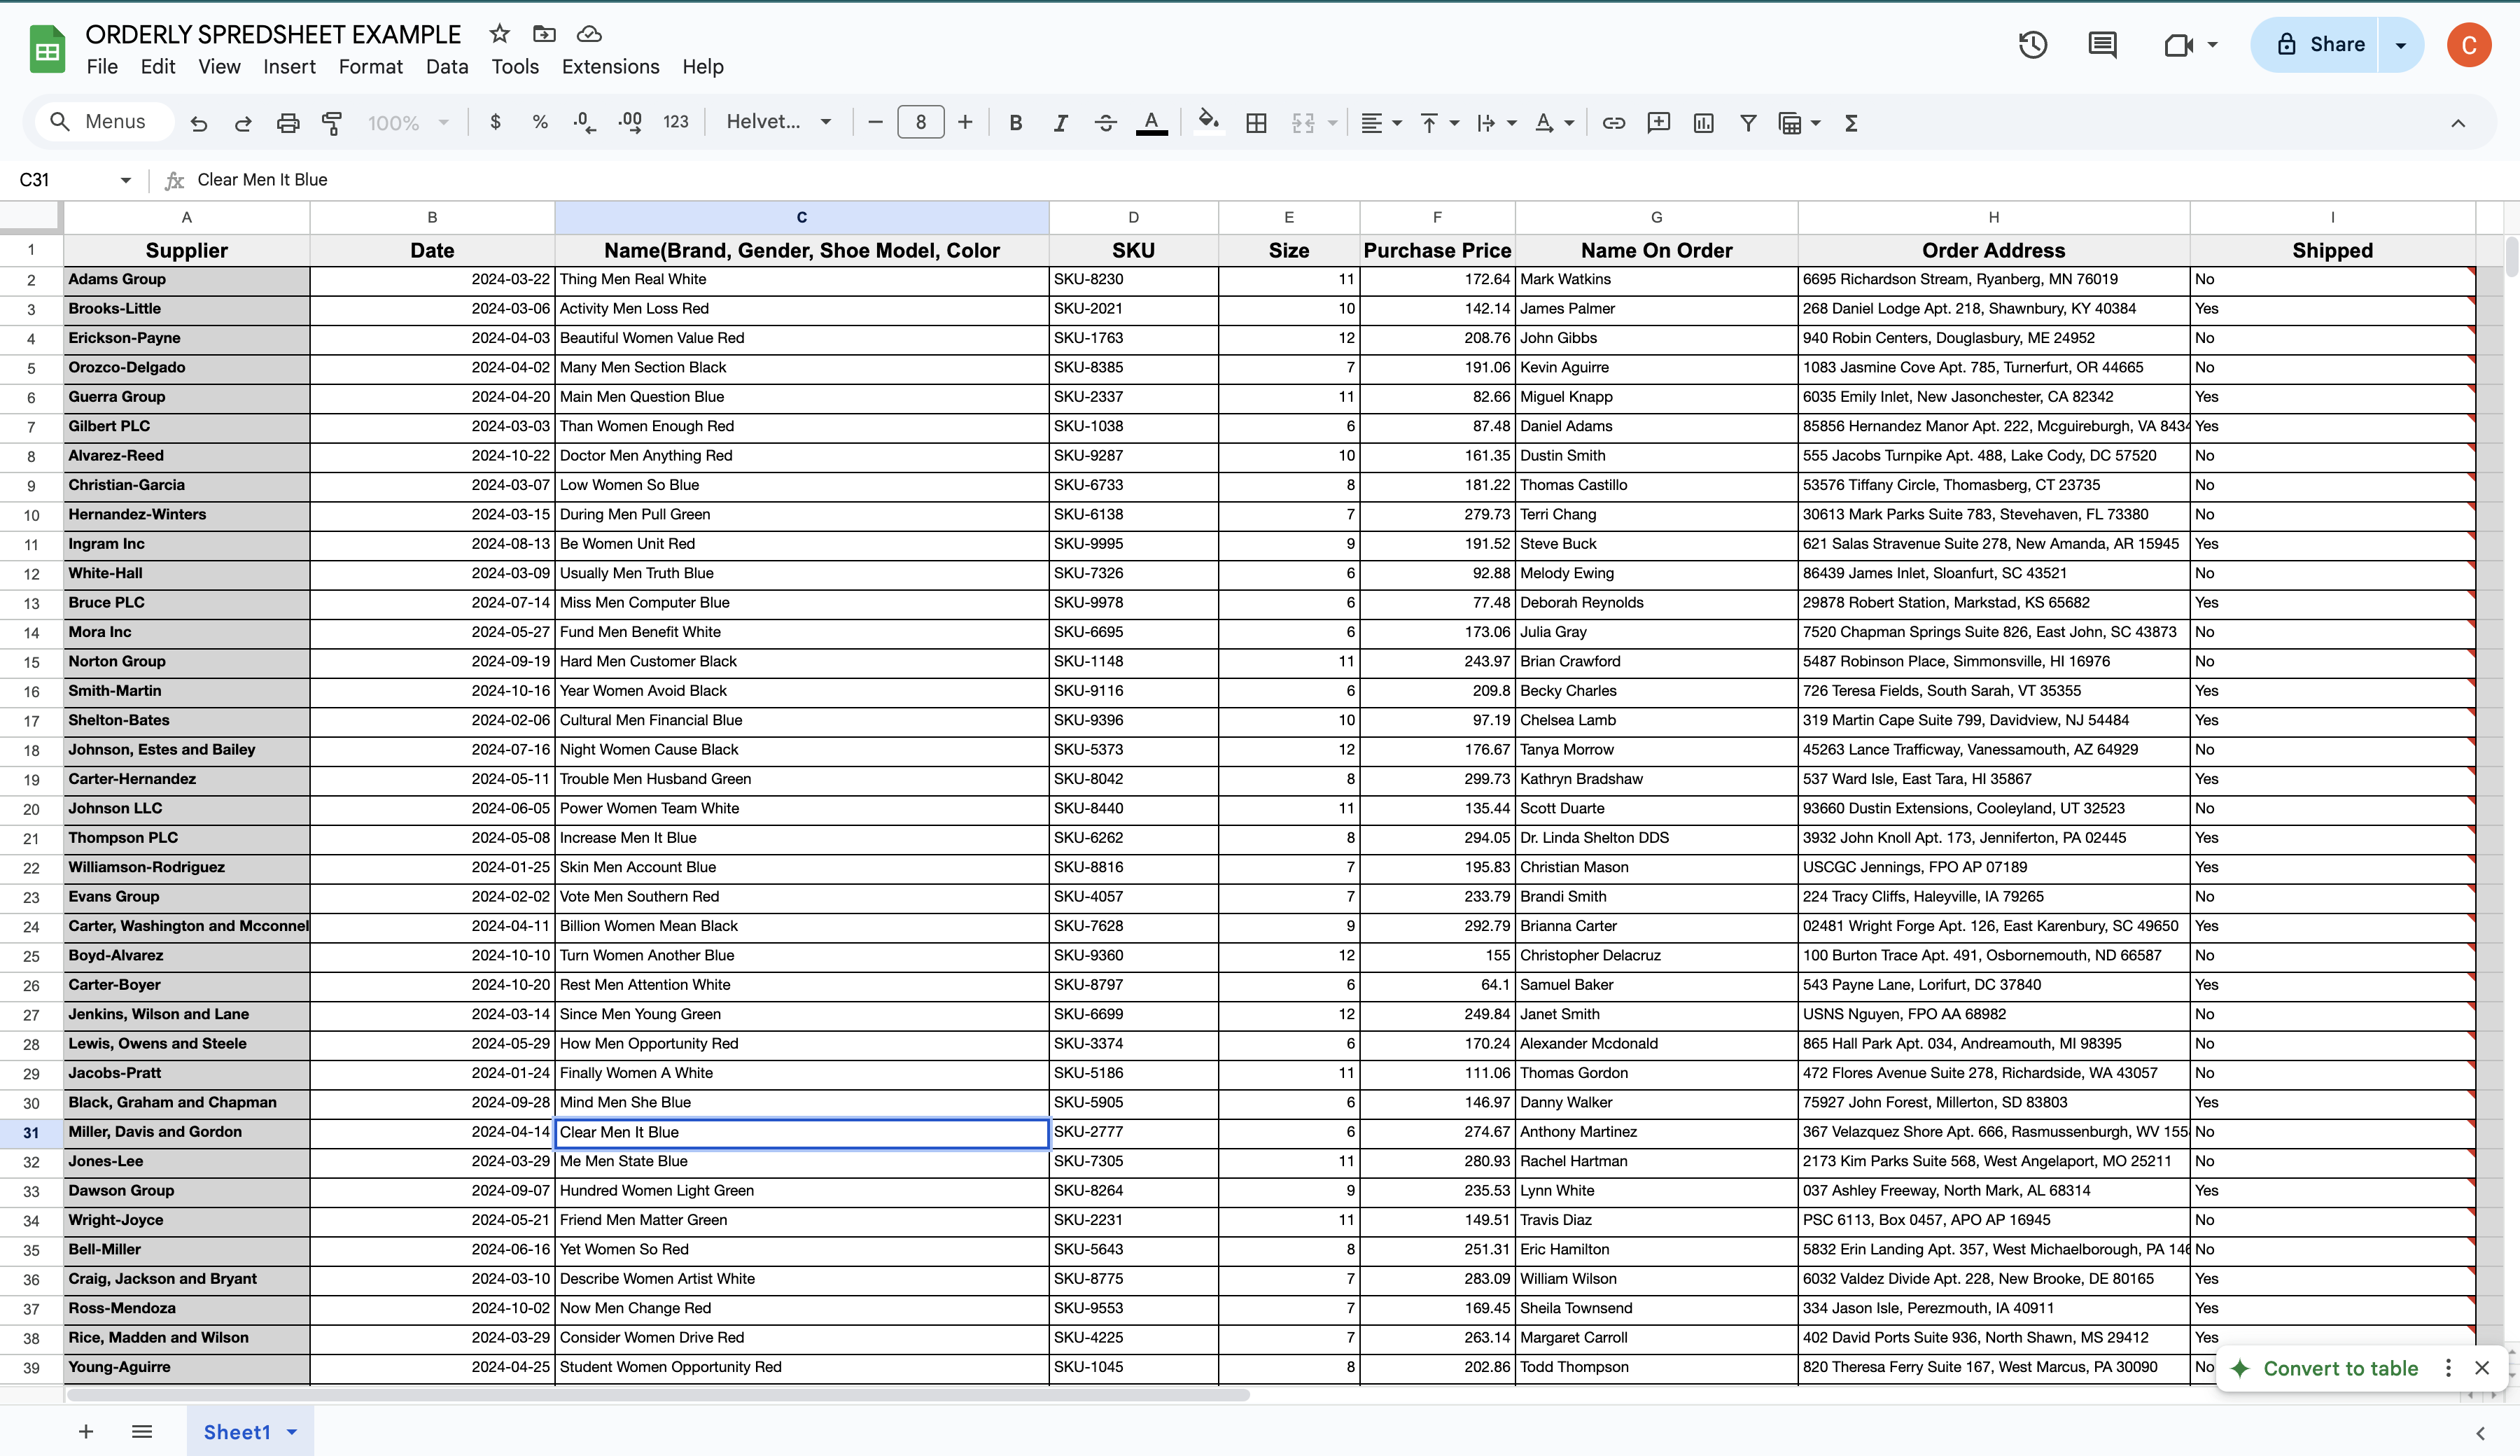 ORDERLY SPREDSHEET EXAMPLE
File Edit View Insert Format Data Tools Extensions Help
Share
C
Menus 100% $ % .0 .00 123 Helvet... 8 B I A
C31 fx Clear Men It Blue
A B C D E F G H I
1 Supplier Date Name(Brand, Gender, Shoe Model, Color SKU Size Purchase Price Name On Order Order Address Shipped
2 Adams Group 2024-03-22 Thing Men Real White SKU-8230 11 172.64 Mark Watkins 6695 Richardson Stream, Ryanberg, MN 76019 No
3 Brooks-Little 2024-03-06 Activity Men Loss Red SKU-2021 10 142.14 James Palmer 268 Daniel Lodge Apt. 218, Shawnbury, KY 40384 Yes
4 Erickson-Payne 2024-04-03 Beautiful Women Value Red SKU-1763 12 208.76 John Gibbs 940 Robin Centers, Douglasbury, ME 24952 No
5 Orozco-Delgado 2024-04-02 Many Men Section Black SKU-8385 7 191.06 Kevin Aguirre 1083 Jasmine Cove Apt. 785, Turnerfurt, OR 44665 No
6 Guerra Group 2024-04-20 Main Men Question Blue SKU-2337 11 82.66 Miguel Knapp 6035 Emily Inlet, New Jasonchester, CA 82342 Yes
7 Gilbert PLC 2024-03-03 Than Women Enough Red SKU-1038 6 87.48 Daniel Adams 85856 Hernandez Manor Apt. 222, Mcguireburgh, VA 8434 Yes
8 Alvarez-Reed 2024-10-22 Doctor Men Anything Red SKU-9287 10 161.35 Dustin Smith 555 Jacobs Turnpike Apt. 488, Lake Cody, DC 57520 No
9 Christian-Garcia 2024-03-07 Low Women So Blue SKU-6733 8 181.22 Thomas Castillo 53576 Tiffany Circle, Thomasberg, CT 23735 No
10 Hernandez-Winters 2024-03-15 During Men Pull Green SKU-6138 7 279.73 Terri Chang 30613 Mark Parks Suite 783, Stevehaven, FL 73380 No
11 Ingram Inc 2024-08-13 Be Women Unit Red SKU-9995 9 191.52 Steve Buck 621 Salas Stravenue Suite 278, New Amanda, AR 15945 Yes
12 White-Hall 2024-03-09 Usually Men Truth Blue SKU-7326 6 92.88 Melody Ewing 86439 James Inlet, Sloanfurt, SC 43521 No
13 Bruce PLC 2024-07-14 Miss Men Computer Blue SKU-9978 6 77.48 Deborah Reynolds 29878 Robert Station, Markstad, KS 65682 Yes
14 Mora Inc 2024-05-27 Fund Men Benefit White SKU-6695 6 173.06 Julia Gray 7520 Chapman Springs Suite 826, East John, SC 43873 No
15 Norton Group 2024-09-19 Hard Men Customer Black SKU-1148 11 243.97 Brian Crawford 5487 Robinson Place, Simmonsville, HI 16976 No
16 Smith-Martin 2024-10-16 Year Women Avoid Black SKU-9116 6 209.8 Becky Charles 726 Teresa Fields, South Sarah, VT 35355 Yes
17 Shelton-Bates 2024-02-06 Cultural Men Financial Blue SKU-9396 10 97.19 Chelsea Lamb 319 Martin Cape Suite 799, Davidview, NJ 54484 Yes
18 Johnson, Estes and Bailey 2024-07-16 Night Women Cause Black SKU-5373 12 176.67 Tanya Morrow 45263 Lance Trafficway, Vanessamouth, AZ 64929 No
19 Carter-Hernandez 2024-05-11 Trouble Men Husband Green SKU-8042 8 299.73 Kathryn Bradshaw 537 Ward Isle, East Tara, HI 35867 Yes
20 Johnson LLC 2024-06-05 Power Women Team White SKU-8440 11 135.44 Scott Duarte 93660 Dustin Extensions, Cooleyland, UT 32523 No
21 Thompson PLC 2024-05-08 Increase Men It Blue SKU-6262 8 294.05 Dr. Linda Shelton DDS 3932 John Knoll Apt. 173, Jenniferton, PA 02445 Yes
22 Williamson-Rodriguez 2024-01-25 Skin Men Account Blue SKU-8816 7 195.83 Christian Mason USCGC Jennings, FPO AP 07189 Yes
23 Evans Group 2024-02-02 Vote Men Southern Red SKU-4057 7 233.79 Brandi Smith 224 Tracy Cliffs, Haleyville, IA 79265 No
24 Carter, Washington and Mcconnel 2024-04-11 Billion Women Mean Black SKU-7628 9 292.79 Brianna Carter 02481 Wright Forge Apt. 126, East Karenbury, SC 49650 Yes
25 Boyd-Alvarez 2024-10-10 Turn Women Another Blue SKU-9360 12 155 Christopher Delacruz 100 Burton Trace Apt. 491, Osbornemouth, ND 66587 No
26 Carter-Boyer 2024-10-20 Rest Men Attention White SKU-8797 6 64.1 Samuel Baker 543 Payne Lane, Lorifurt, DC 37840 Yes
27 Jenkins, Wilson and Lane 2024-03-14 Since Men Young Green SKU-6699 12 249.84 Janet Smith USNS Nguyen, FPO AA 68982 No
28 Lewis, Owens and Steele 2024-05-29 How Men Opportunity Red SKU-3374 6 170.24 Alexander Mcdonald 865 Hall Park Apt. 034, Andreamouth, MI 98395 No
29 Jacobs-Pratt 2024-01-24 Finally Women A White SKU-5186 11 111.06 Thomas Gordon 472 Flores Avenue Suite 278, Richardside, WA 43057 No
30 Black, Graham and Chapman 2024-09-28 Mind Men She Blue SKU-5905 6 146.97 Danny Walker 75927 John Forest, Millerton, SD 83803 Yes
31 Miller, Davis and Gordon 2024-04-14 Clear Men It Blue SKU-2777 6 274.67 Anthony Martinez 367 Velazquez Shore Apt. 666, Rasmussenburgh, WV 155 No
32 Jones-Lee 2024-03-29 Me Men State Blue SKU-7305 11 280.93 Rachel Hartman 2173 Kim Parks Suite 568, West Angelaport, MO 25211 No
33 Dawson Group 2024-09-07 Hundred Women Light Green SKU-8264 9 235.53 Lynn White 037 Ashley Freeway, North Mark, AL 68314 Yes
34 Wright-Joyce 2024-05-21 Friend Men Matter Green SKU-2231 11 149.51 Travis Diaz PSC 6113, Box 0457, APO AP 16945 No
35 Bell-Miller 2024-06-16 Yet Women So Red SKU-5643 8 251.31 Eric Hamilton 5832 Erin Landing Apt. 357, West Michaelborough, PA 146 No
36 Craig, Jackson and Bryant 2024-03-10 Describe Women Artist White SKU-8775 7 283.09 William Wilson 6032 Valdez Divide Apt. 228, New Brooke, DE 80165 Yes
37 Ross-Mendoza 2024-10-02 Now Men Change Red SKU-9553 7 169.45 Sheila Townsend 334 Jason Isle, Perezmouth, IA 40911 Yes
38 Rice, Madden and Wilson 2024-03-29 Consider Women Drive Red SKU-4225 7 263.14 Margaret Carroll 402 David Ports Suite 936, North Shawn, MS 29412 Yes
39 Young-Aguirre 2024-04-25 Student Women Opportunity Red SKU-1045 8 202.86 Todd Thompson 820 Theresa Ferry Suite 167, West Marcus, PA 30090 No
Convert to table
Sheet1